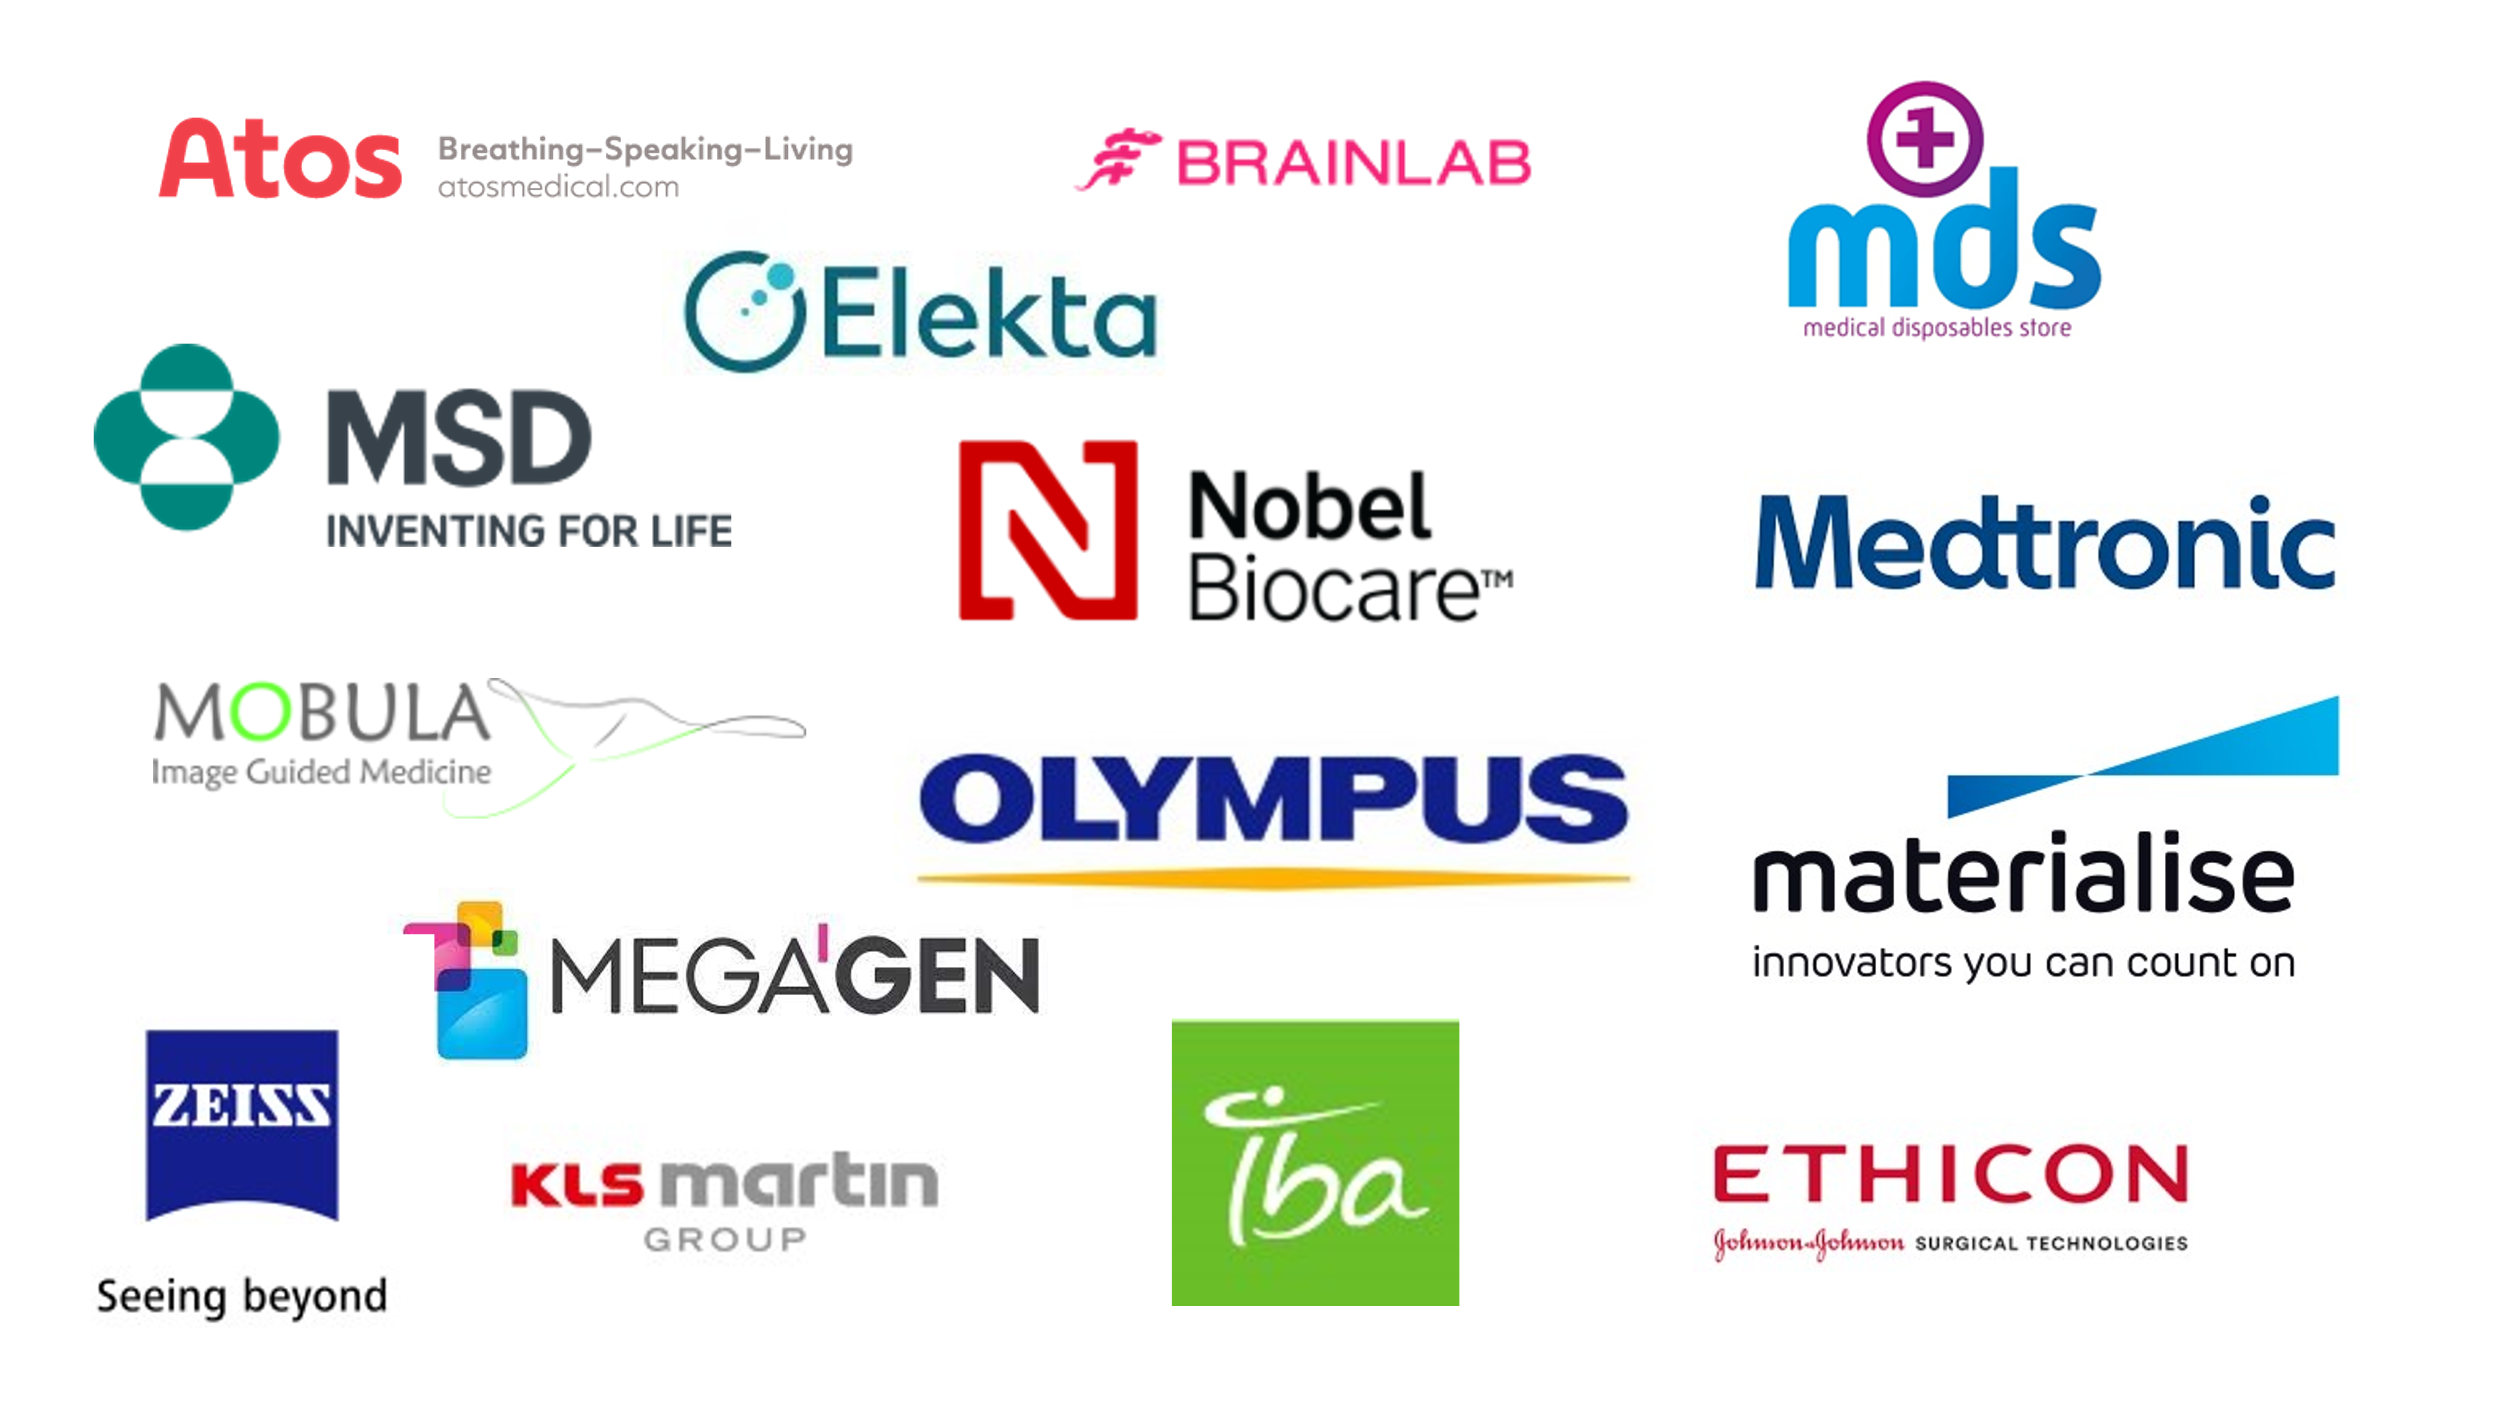 Atos
Breathing–Speaking–Living
atosmedical.com
BRAINLAB
1
mds
medical disposables store
Elekta
MSD
INVENTING FOR LIFE
Nobel
Biocare™
Medtronic
MOBULA
Image Guided Medicine
OLYMPUS
materialise
innovators you can count on
MEGA'GEN
ZEISS
Seeing beyond
KLS martin
GROUP
iba
ETHICON
Johnson&Johnson SURGICAL TECHNOLOGIES